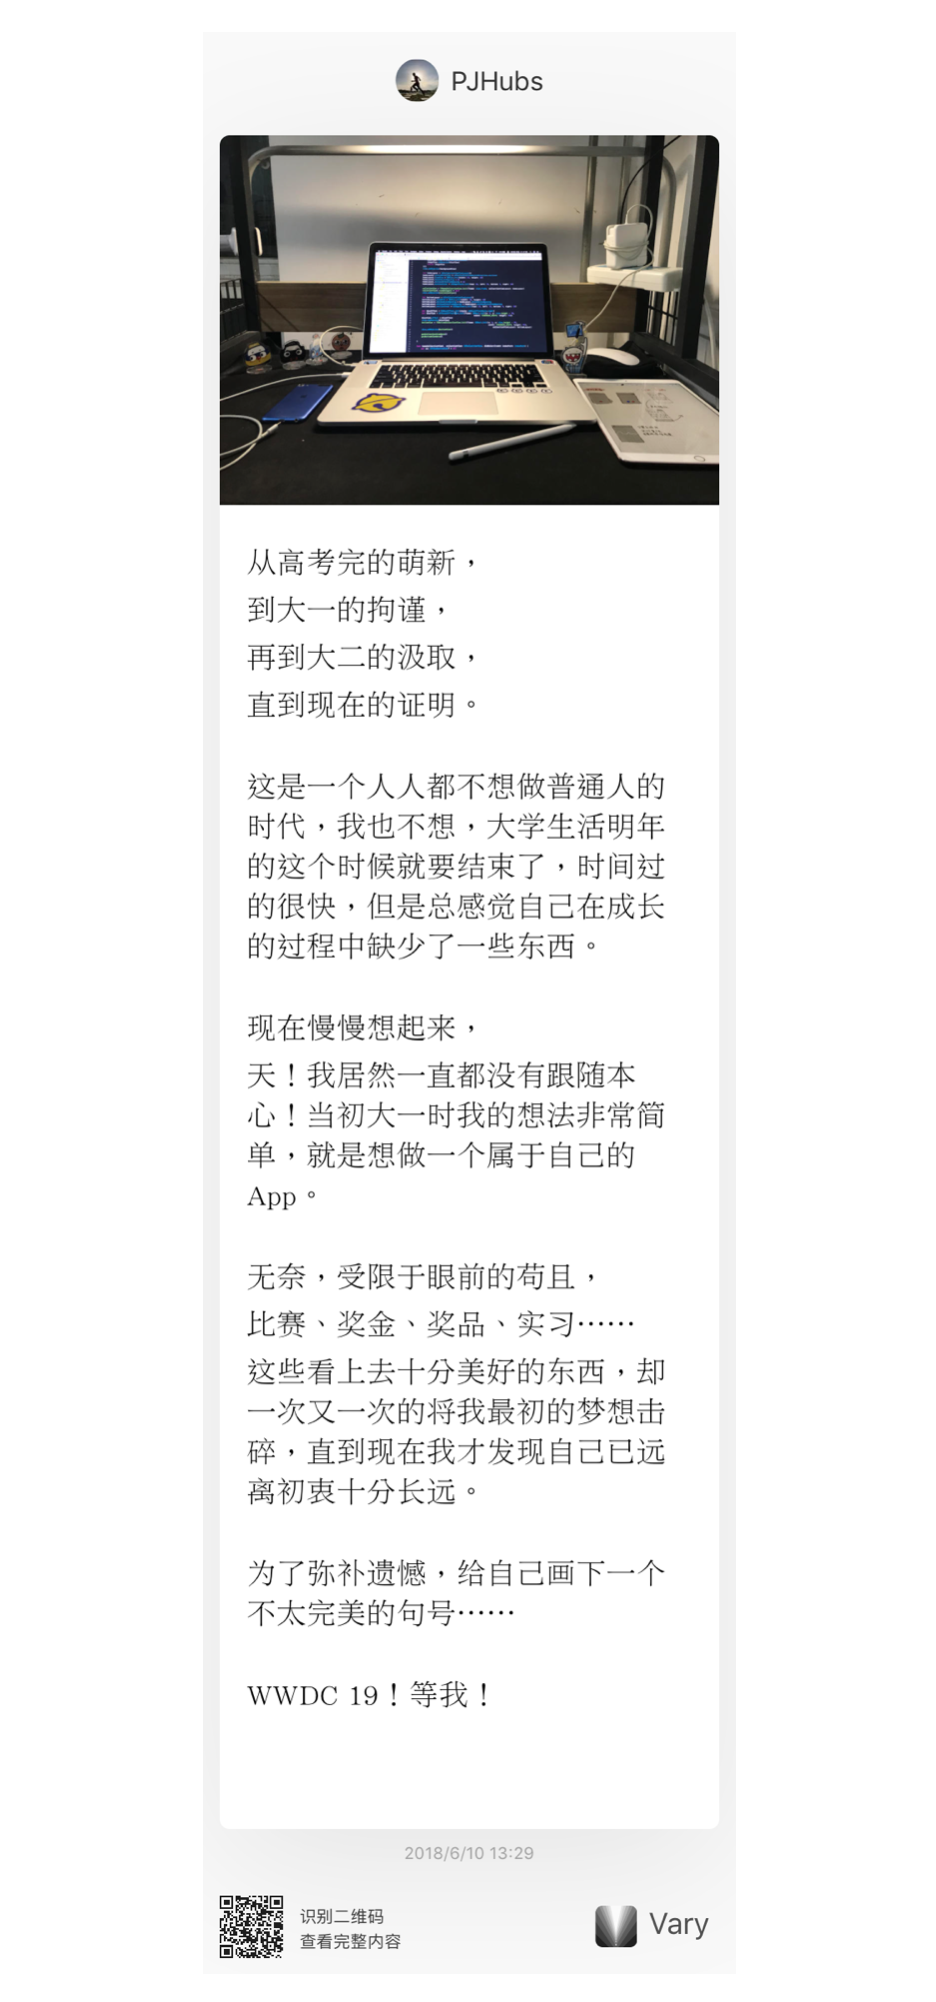 PJHubs
从高考完的萌新，
到大一的拘谨，
再到大二的汲取，
直到现在的证明。
这是一个人人都不想做普通人的
时代，我也不想，大学生活明年
的这个时候就要结束了，时间过
的很快，但是总感觉自己在成长
的过程中缺少了一些东西。
现在慢慢想起来，
天！我居然一直都没有跟随本
心！当初大一时我的想法非常简
单，就是想做一个属于自己的
App。
无奈，受限于眼前的苟且，
比赛、奖金、奖品、实习……
这些看上去十分美好的东西，却
一次又一次的将我最初的梦想击
碎，直到现在我才发现自己已远
离初衷十分长远。
为了弥补遗憾，给自己画下一个
不太完美的句号……
WWDC 19！等我！
2018/6/10 13:29
识别二维码
查看完整内容
Vary